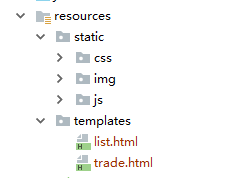 resources
static
css
img
js
templates
list.html
trade.html